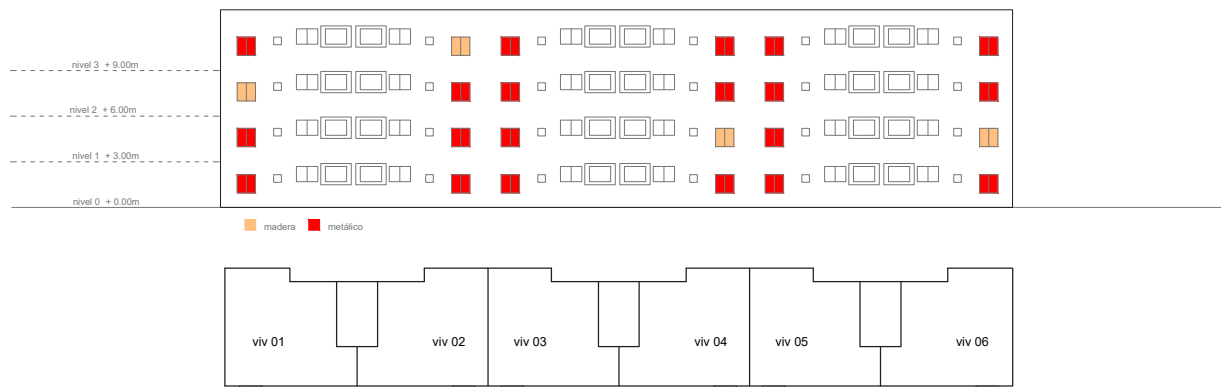 nivel 3 + 9.00m
nivel 2 + 6.00m
nivel 1 + 3.00m
nivel 0 + 0.00m
madera metálico
viv 01 viv 02 viv 03 viv 04 viv 05 viv 06